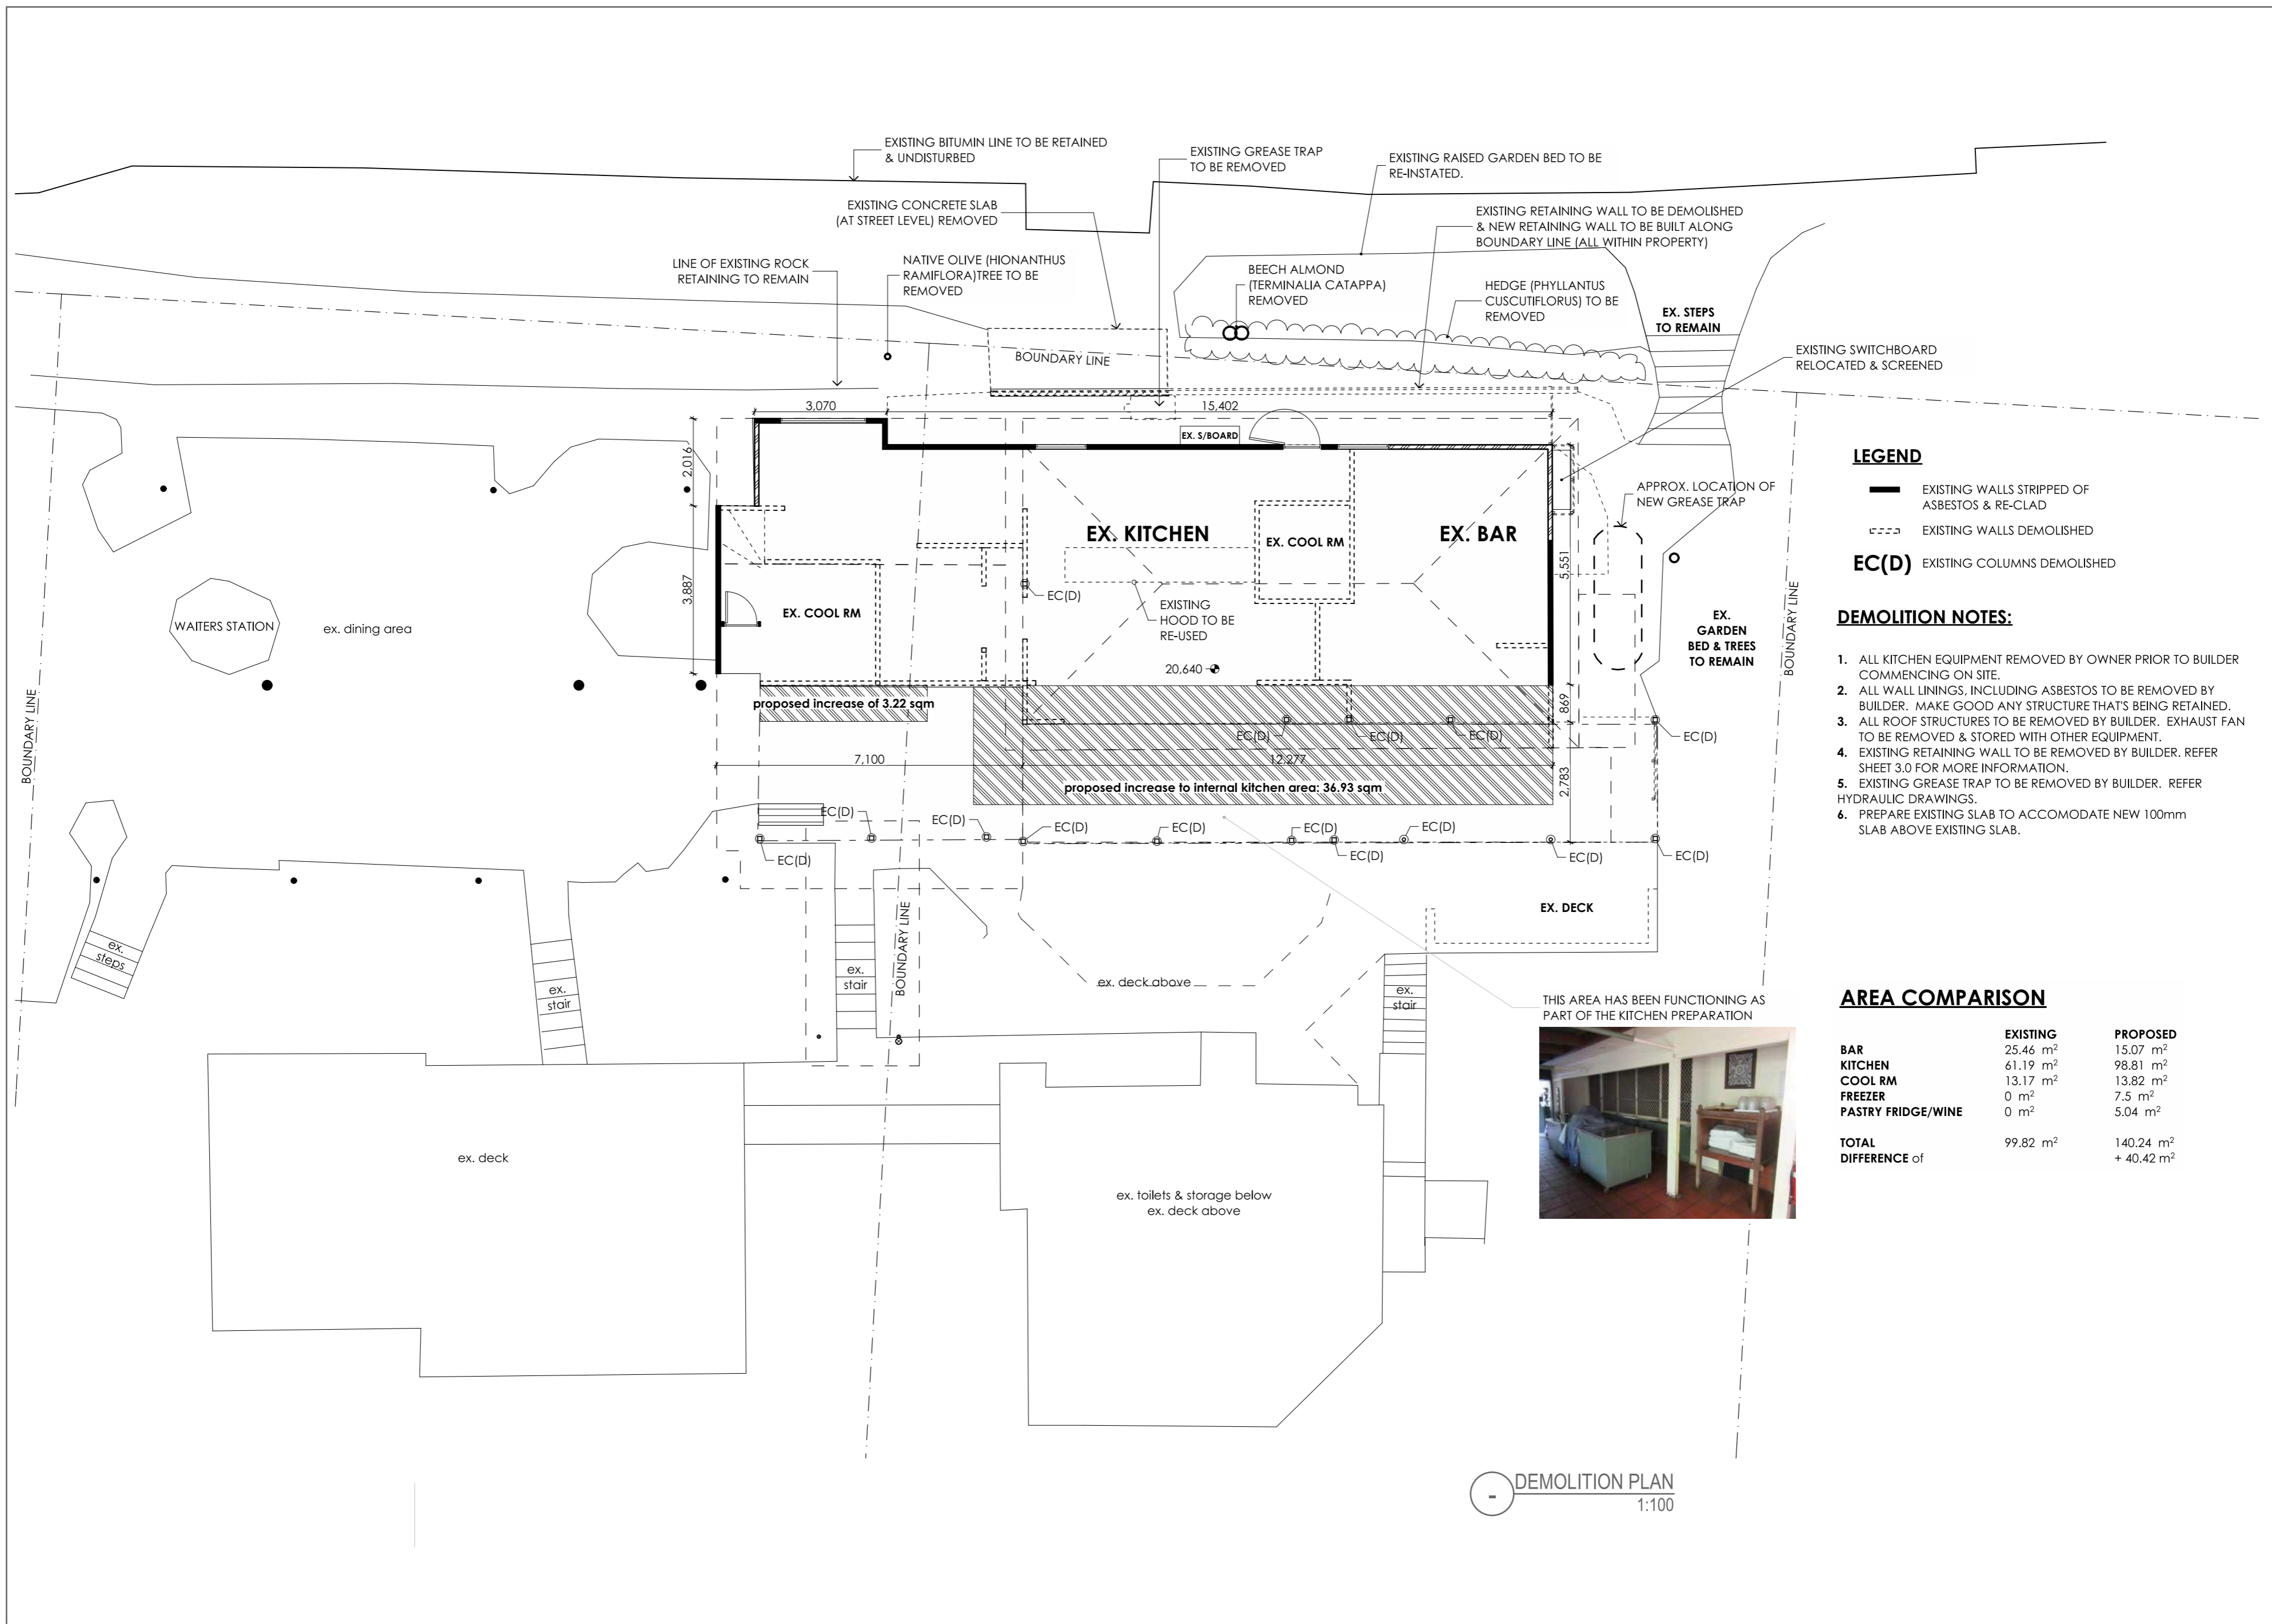 EXISTING BITUMIN LINE TO BE RETAINED
& UNDISTURBED
EXISTING GREASE TRAP
TO BE REMOVED
EXISTING RAISED GARDEN BED TO BE
RE-INSTATED.
EXISTING CONCRETE SLAB
(AT STREET LEVEL) REMOVED
EXISTING RETAINING WALL TO BE DEMOLISHED
& NEW RETAINING WALL TO BE BUILT ALONG
BOUNDARY LINE (ALL WITHIN PROPERTY)
LINE OF EXISTING ROCK
RETAINING TO REMAIN
NATIVE OLIVE (HIONANTHUS
RAMIFLORA)TREE TO BE
REMOVED
BEECH ALMOND
(TERMINALIA CATAPPA)
REMOVED
HEDGE (PHYLLANTUS
CUSCUTIFLORUS) TO BE
REMOVED
EX. STEPS
TO REMAIN
BOUNDARY LINE
EXISTING SWITCHBOARD
RELOCATED & SCREENED
3,070
15,402
EX. S/BOARD
2,016
3,887
EX. KITCHEN
EX. COOL RM
EX. BAR
5,551
APPROX. LOCATION OF
NEW GREASE TRAP
EC(D)
EX. COOL RM
EXISTING
HOOD TO BE
RE-USED
20,640
WAITERS STATION
ex. dining area
EX.
GARDEN
BED & TREES
TO REMAIN
BOUNDARY LINE
BOUNDARY LINE
proposed increase of 3.22 sqm
869
EC(D)
EC(D)
EC(D)
EC(D)
7,100
12,277
2,783
proposed increase to internal kitchen area: 36.93 sqm
EC(D)
EC(D)
EC(D)
EC(D)
EC(D)
EC(D)
EC(D)
EC(D)
EC(D)
EC(D)
EX. DECK
BOUNDARY LINE
ex.
steps
ex.
stair
ex.
stair
ex. deck above
ex.
stair
THIS AREA HAS BEEN FUNCTIONING AS
PART OF THE KITCHEN PREPARATION
ex. deck
ex. toilets & storage below
ex. deck above
LEGEND
EXISTING WALLS STRIPPED OF
ASBESTOS & RE-CLAD
EXISTING WALLS DEMOLISHED
EC(D) EXISTING COLUMNS DEMOLISHED
DEMOLITION NOTES:
1. ALL KITCHEN EQUIPMENT REMOVED BY OWNER PRIOR TO BUILDER
COMMENCING ON SITE.
2. ALL WALL LININGS, INCLUDING ASBESTOS TO BE REMOVED BY
BUILDER. MAKE GOOD ANY STRUCTURE THAT'S BEING RETAINED.
3. ALL ROOF STRUCTURES TO BE REMOVED BY BUILDER. EXHAUST FAN
TO BE REMOVED & STORED WITH OTHER EQUIPMENT.
4. EXISTING RETAINING WALL TO BE REMOVED BY BUILDER. REFER
SHEET 3.0 FOR MORE INFORMATION.
5. EXISTING GREASE TRAP TO BE REMOVED BY BUILDER. REFER
HYDRAULIC DRAWINGS.
6. PREPARE EXISTING SLAB TO ACCOMODATE NEW 100mm
SLAB ABOVE EXISTING SLAB.
AREA COMPARISON
EXISTING PROPOSED
BAR 25.46 m² 15.07 m²
KITCHEN 61.19 m² 98.81 m²
COOL RM 13.17 m² 13.82 m²
FREEZER 0 m² 7.5 m²
PASTRY FRIDGE/WINE 0 m² 5.04 m²
TOTAL 99.82 m² 140.24 m²
DIFFERENCE of + 40.42 m²
- DEMOLITION PLAN
1:100